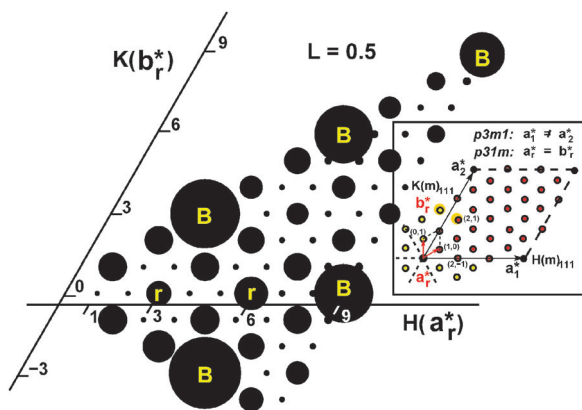 K(b*r)
9
L = 0.5
B
6
B
p3m1: a*1 ≠ a*2
p31m: a*r = b*r
a*2
K(m)111
b*r
3
B
(2,1)
(0,1)
(1,0)
(2,-1)
a*r
a*1
H(m)111
0
r
r
B
1
3
6
9
H(a*r)
-3
B